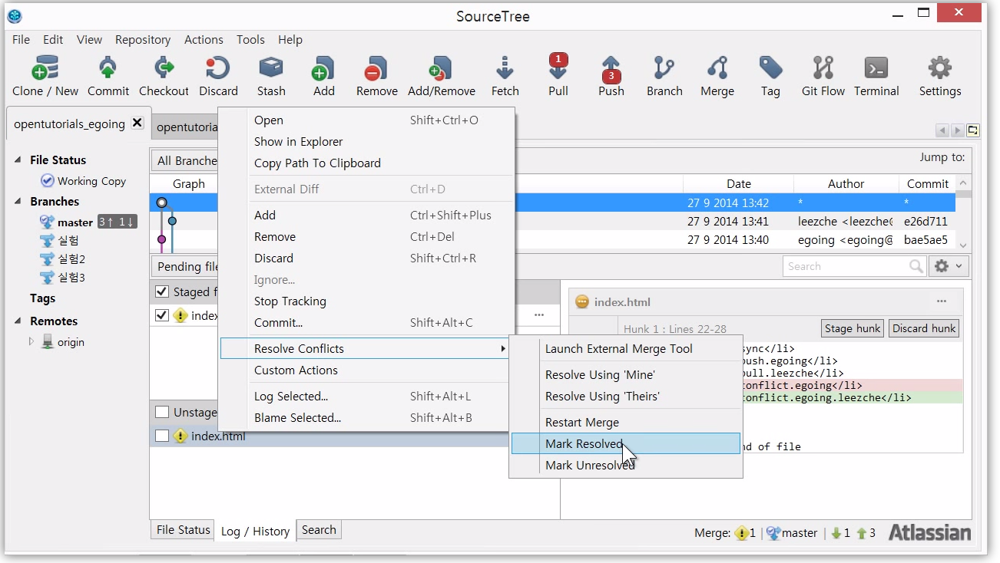 SourceTree
File Edit View Repository Actions Tools Help
1
3
Clone / New Commit Checkout Discard Stash Add Remove Add/Remove Fetch Pull Push Branch Merge Tag Git Flow Terminal Settings
opentutorials_egoing
opentutoria
File Status
Working Copy
Branches
master 3↑ 1↓
실험
실험2
실험3
Tags
Remotes
origin
All Branche
Jump to:
Graph Date Author Commit
27 9 2014 13:42 * *
27 9 2014 13:41 leezche <leezche e26d711
27 9 2014 13:40 egoing <egoing@ bae5ae5
Pending file
Search
Staged f
index
...
Unstage
index.html
Open Shift+Ctrl+O
Show in Explorer
Copy Path To Clipboard
External Diff Ctrl+D
Add Ctrl+Shift+Plus
Remove Ctrl+Del
Discard Shift+Ctrl+R
Ignore...
Stop Tracking
Commit... Shift+Alt+C
Resolve Conflicts
Custom Actions
Log Selected... Shift+Alt+L
Blame Selected... Shift+Alt+B
Launch External Merge Tool
Resolve Using 'Mine'
Resolve Using 'Theirs'
Restart Merge
Mark Resolved
Mark Unresolved
index.html ...
Hunk 1 : Lines 22-28
Stage hunk Discard hunk
sync</li>
push.egoing</li>
pull.leezche</li>
conflict.egoing</li>
conflict.egoing.leezche</li>
nd of file
File Status Log / History Search
Merge: 1 | master | 1 3 Atlassian